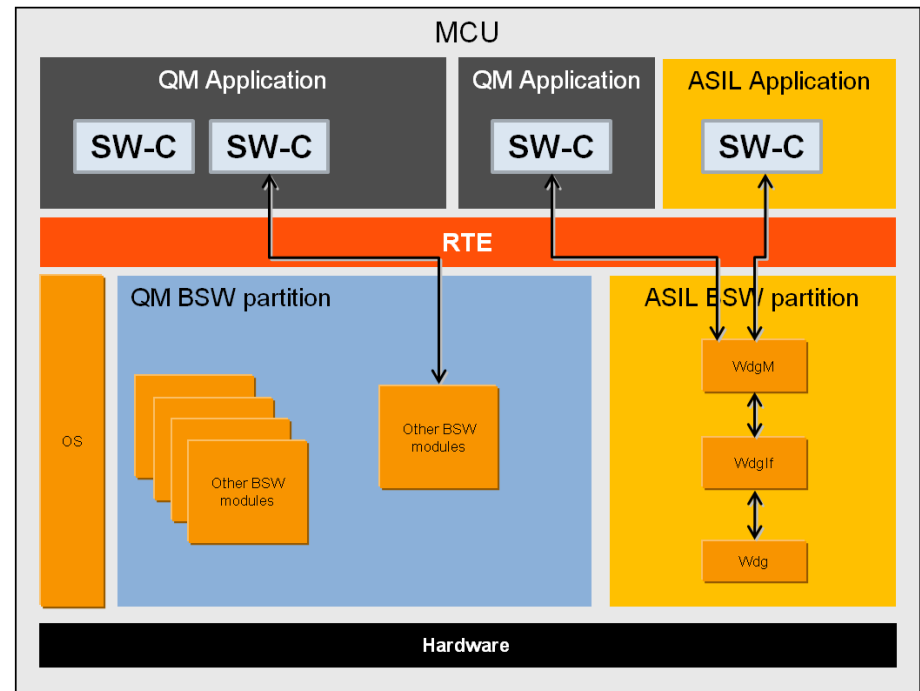 MCU
QM Application
QM Application
ASIL Application
SW-C
SW-C
SW-C
SW-C
RTE
OS
QM BSW partition
ASIL BSW partition
Other BSW
modules
Other BSW
modules
WdgM
WdgIf
Wdg
Hardware